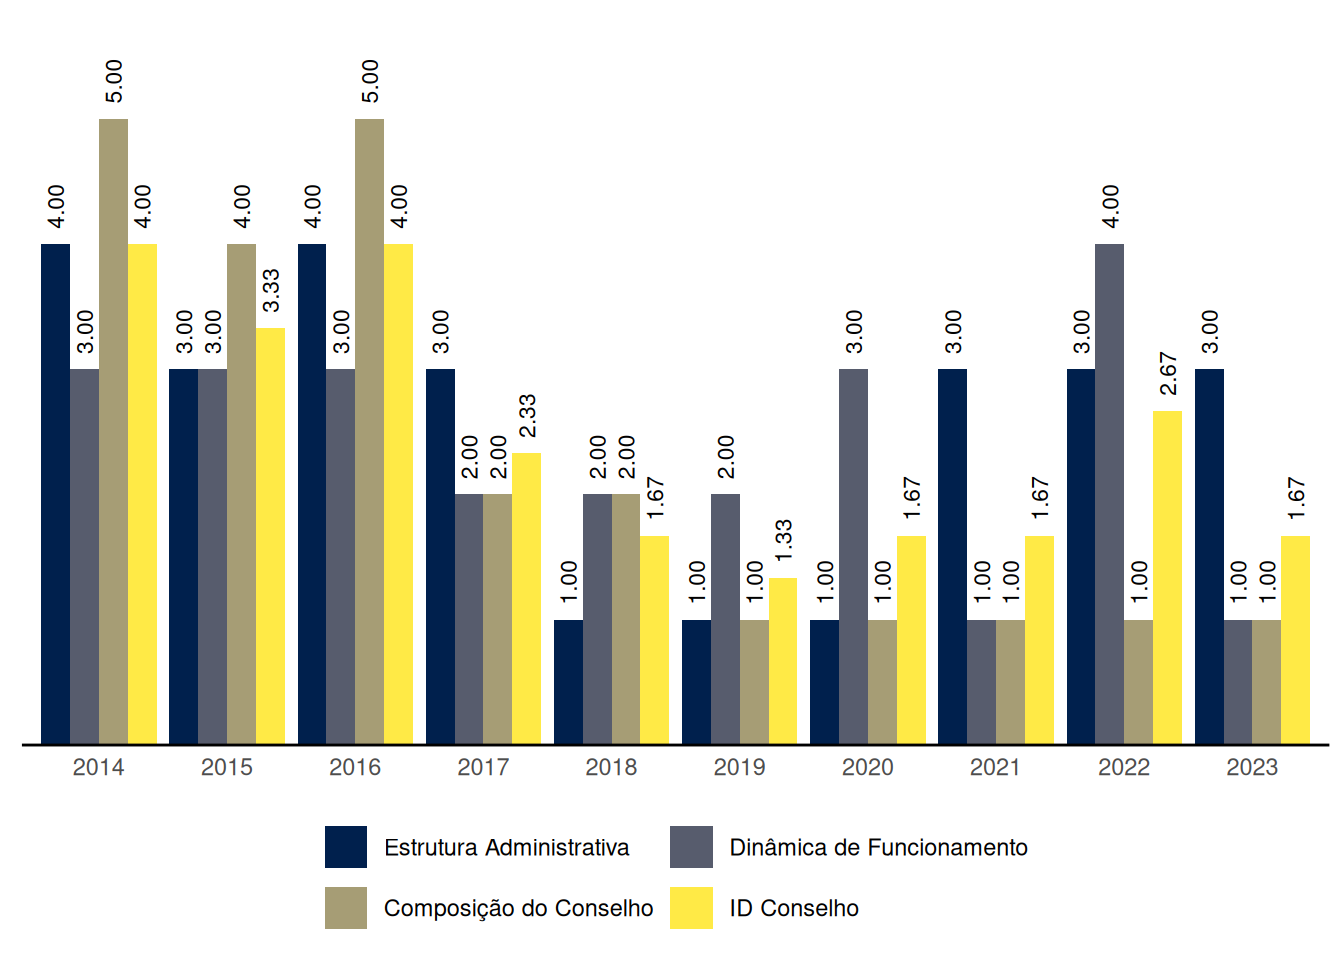 4.00 3.00 5.00 4.00
3.00 3.00 4.00 3.33
4.00 3.00 5.00 4.00
3.00 2.00 2.00 2.33
1.00 2.00 2.00 1.67
1.00 2.00 1.00 1.33
1.00 3.00 1.00 1.67
3.00 1.00 1.00 1.67
3.00 4.00 1.00 2.67
3.00 1.00 1.00 1.67
2014 2015 2016 2017 2018 2019 2020 2021 2022 2023
Estrutura Administrativa Dinâmica de Funcionamento
Composição do Conselho ID Conselho